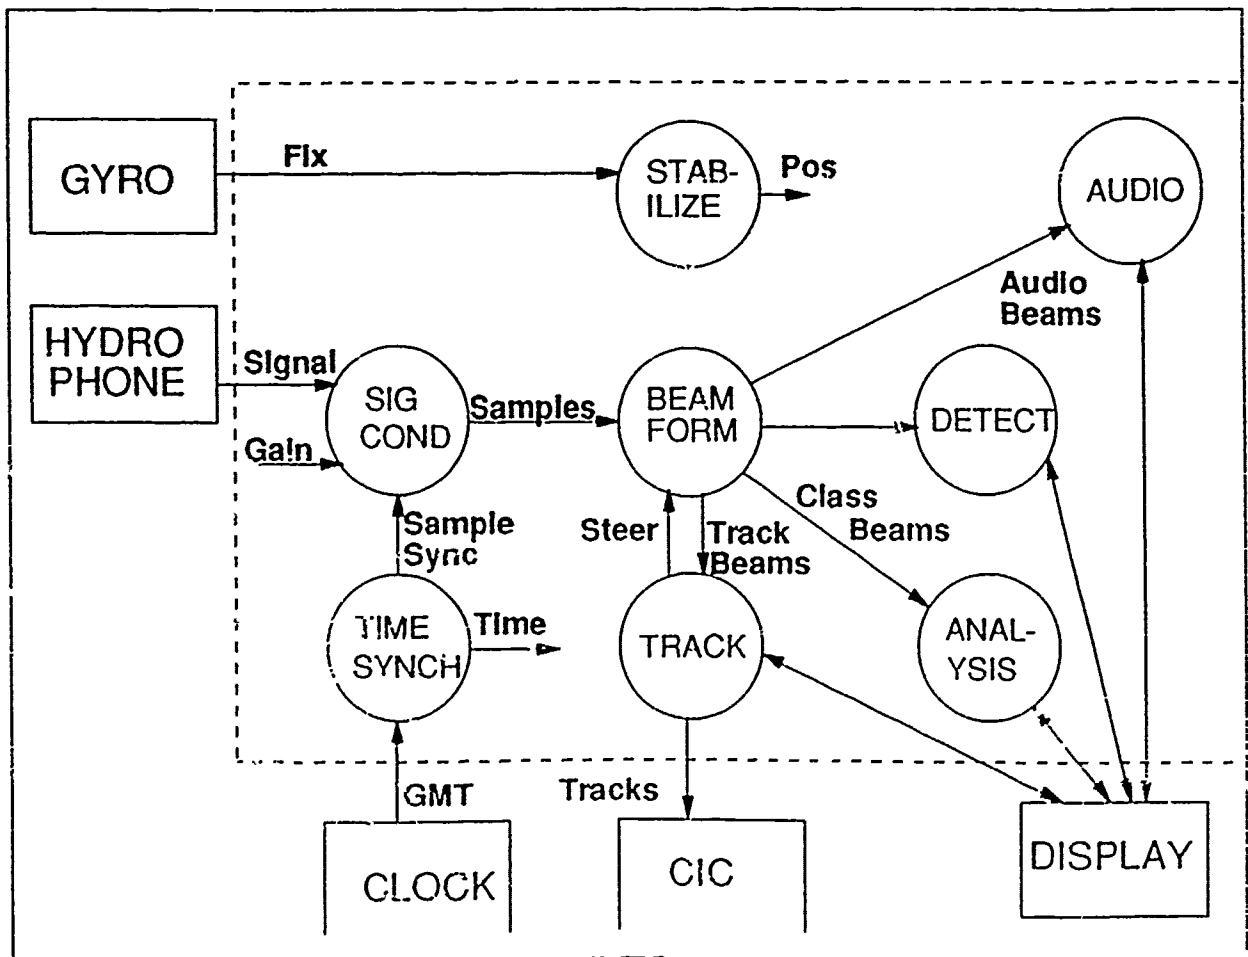 GYRO
Fix
STAB-
ILIZE
Pos
AUDIO
Audio
Beams
HYDRO
PHONE
Signal
Gain
SIG
COND
Samples
BEAM
FORM
DETECT
Class
Beams
Sample
Sync
Steer
Track
Beams
TIME
SYNCH
Time
TRACK
ANAL-
YSIS
GMT
Tracks
CLOCK
CIC
DISPLAY